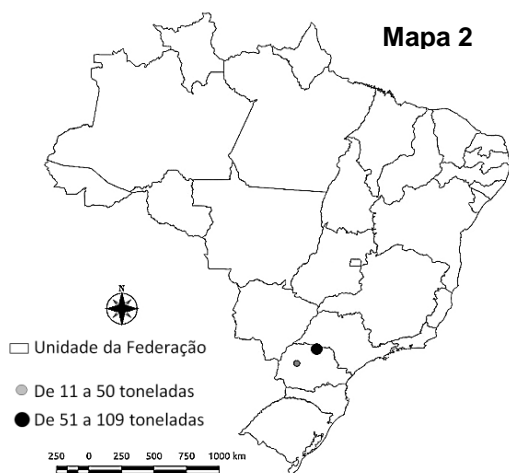 Mapa 2
N
Unidade da Federação
De 11 a 50 toneladas
De 51 a 109 toneladas
250 0 250 500 750 1000 km